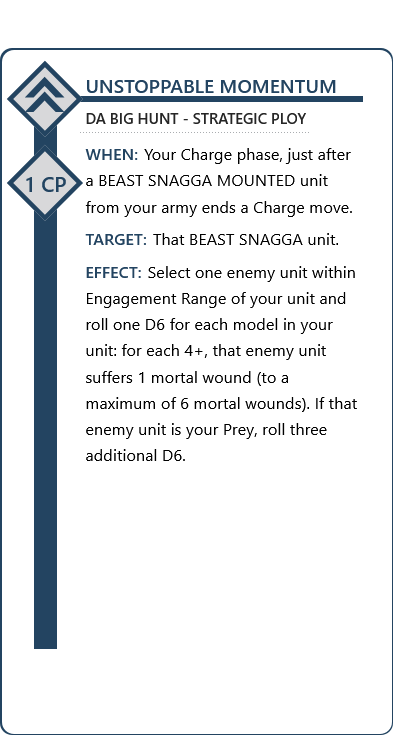 UNSTOPPABLE MOMENTUM
DA BIG HUNT - STRATEGIC PLOY
1 CP
WHEN: Your Charge phase, just after
a BEAST SNAGGA MOUNTED unit
from your army ends a Charge move.
TARGET: That BEAST SNAGGA unit.
EFFECT: Select one enemy unit within
Engagement Range of your unit and
roll one D6 for each model in your
unit: for each 4+, that enemy unit
suffers 1 mortal wound (to a
maximum of 6 mortal wounds). If that
enemy unit is your Prey, roll three
additional D6.